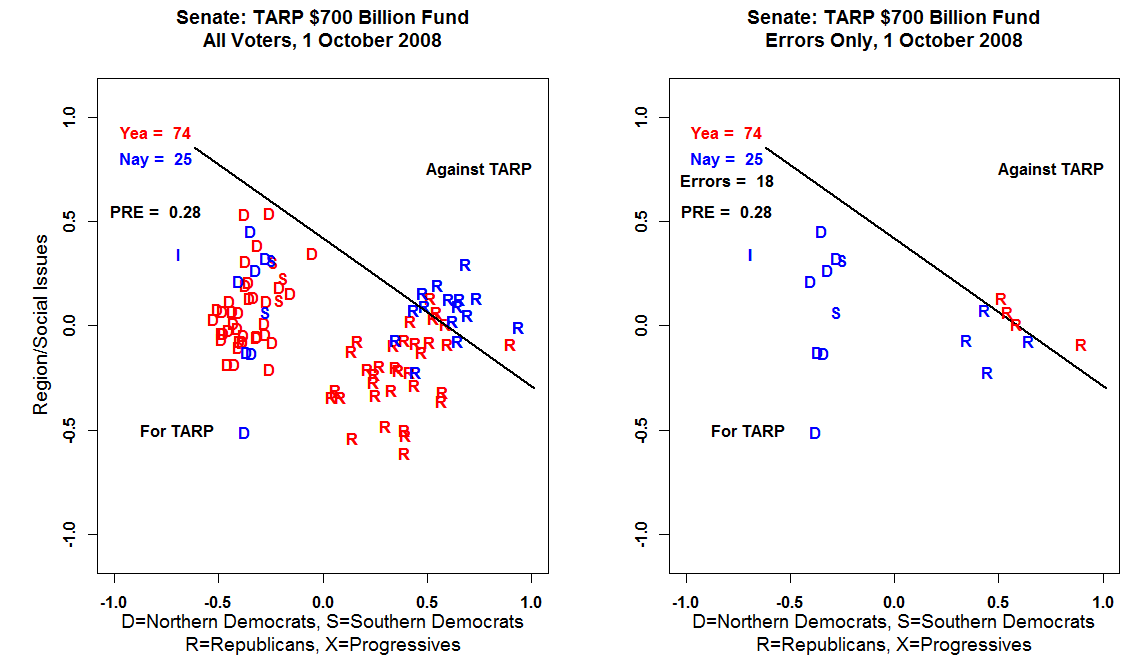 Senate: TARP $700 Billion Fund
All Voters, 1 October 2008
Yea = 74
Nay = 25
PRE = 0.28
Against TARP
For TARP
Region/Social Issues
1.0
0.5
0.0
-0.5
-1.0
-1.0 -0.5 0.0 0.5 1.0
D=Northern Democrats, S=Southern Democrats
R=Republicans, X=Progressives
Senate: TARP $700 Billion Fund
Errors Only, 1 October 2008
Yea = 74
Nay = 25
Errors = 18
PRE = 0.28
Against TARP
For TARP
1.0
0.5
0.0
-0.5
-1.0
-1.0 -0.5 0.0 0.5 1.0
D=Northern Democrats, S=Southern Democrats
R=Republicans, X=Progressives